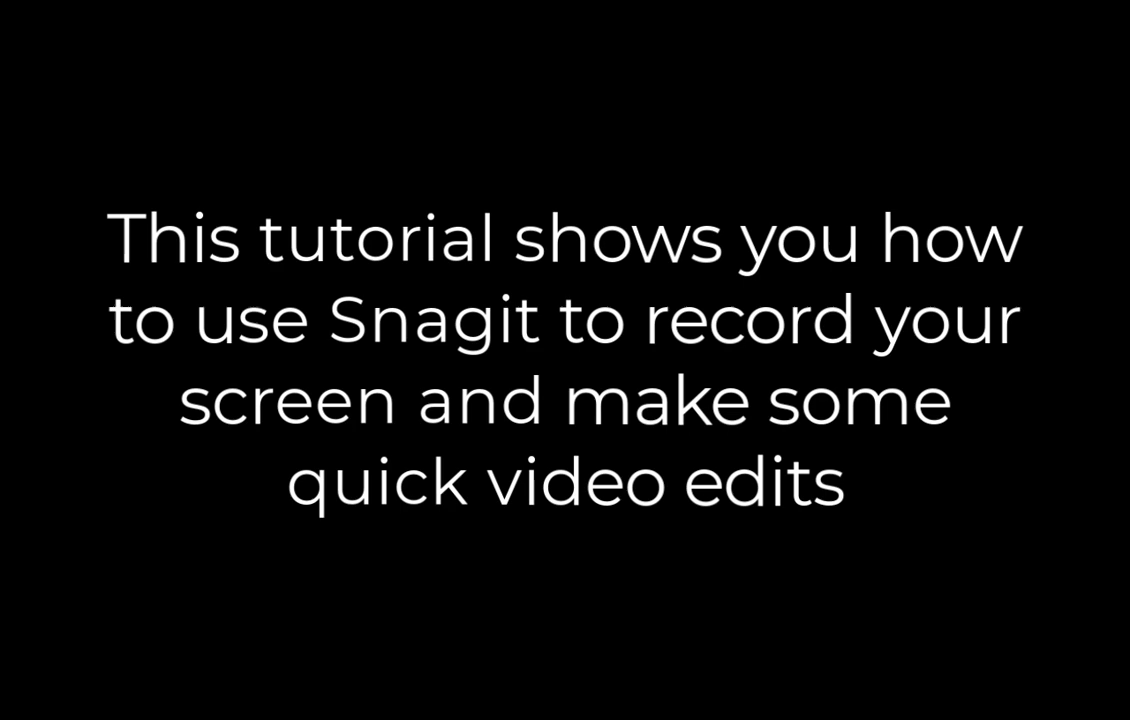 This tutorial shows you how
to use Snagit to record your
screen and make some
quick video edits